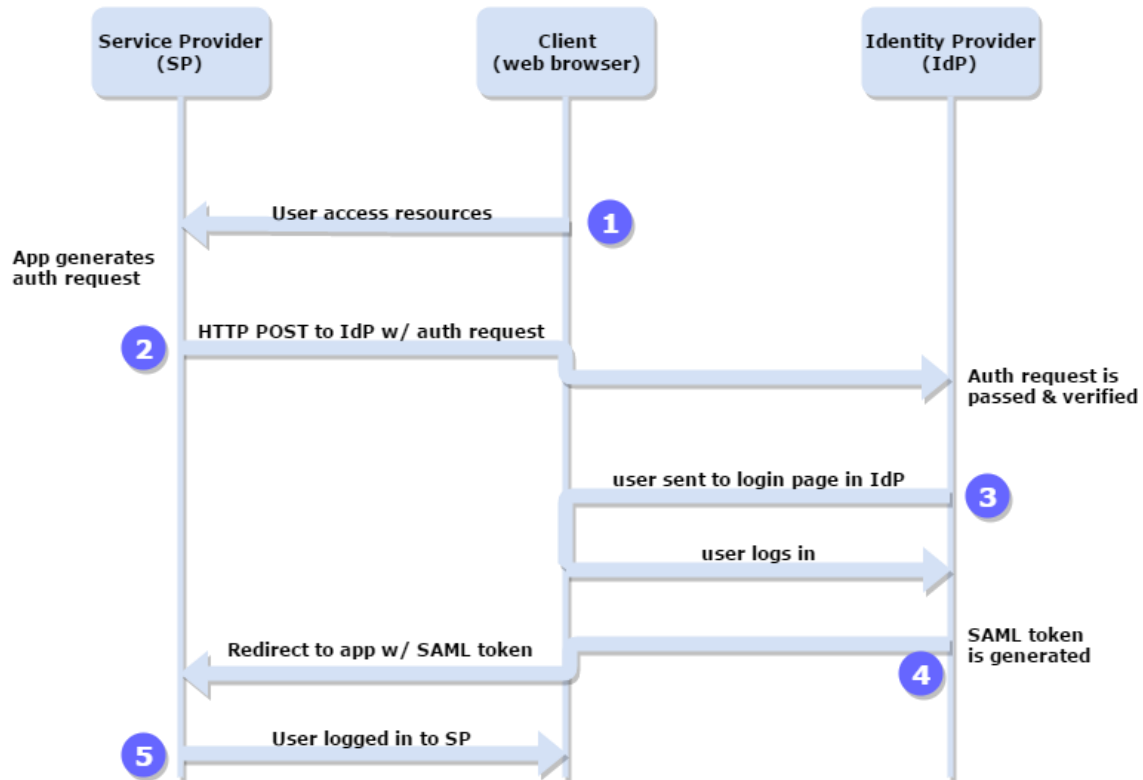 Service Provider
(SP)
Client
(web browser)
Identity Provider
(IdP)
User access resources
1
App generates
auth request
2
HTTP POST to IdP w/ auth request
Auth request is
passed & verified
user sent to login page in IdP
3
user logs in
Redirect to app w/ SAML token
SAML token
is generated
4
User logged in to SP
5